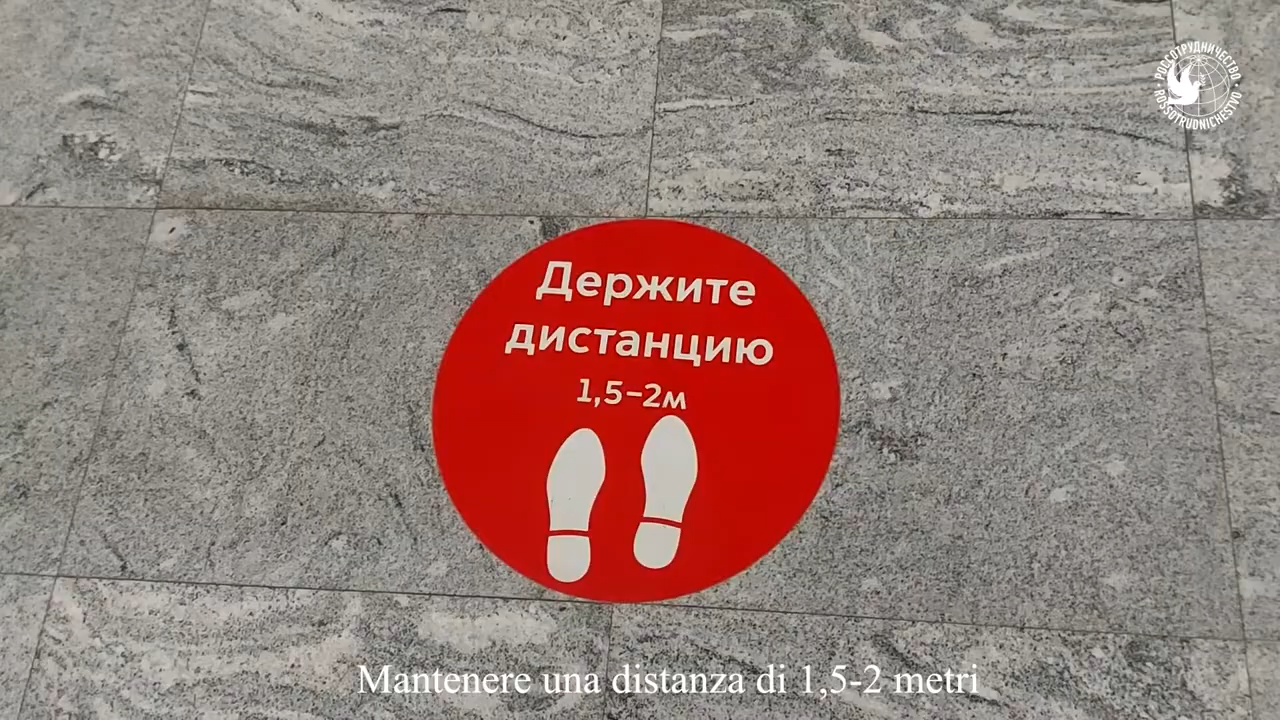 РОССОТРУДНИЧЕСТВО
ROSSOTRUDNICHESTVO
Держите
дистанцию
1,5-2м
Mantenere una distanza di 1,5-2 metri